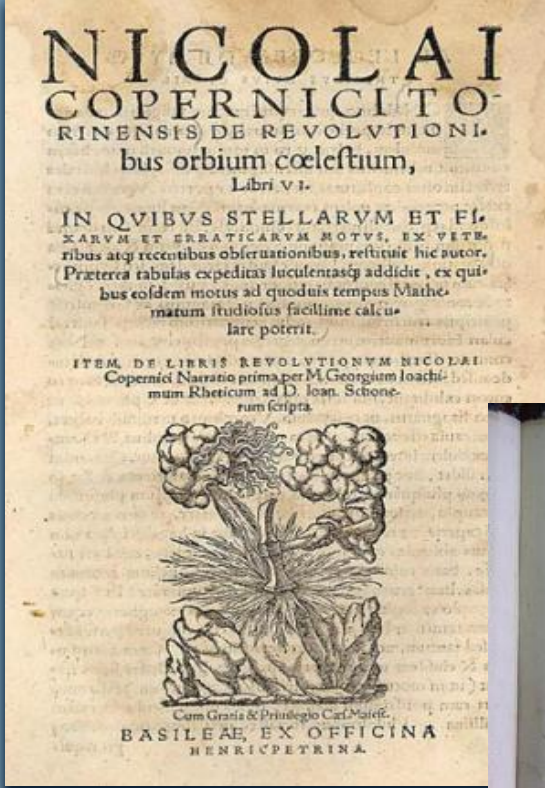 NICOLAI
COPERNICI TO-
RINENSIS DE REVOLVTIONI-
bus orbium cœlestium,
Libri VI.
IN QVIBVS STELLARVM ET FI-
XARVM ET ERRATICARVM MOTVS, EX VETE-
ribus atq; recentibus obseruationibus, restituit hic autor.
Præterea tabulas expeditas luculentasq; addidit, ex qui-
bus eosdem motus ad quoduis tempus Mathe-
matum studiosus facillime calcu-
lare poterit.
ITEM, DE LIBRIS REVOLVTIONVM NICOLAI
Copernici Narratio prima, per M. Georgium Ioachi-
mum Rheticum ad D. Ioan. Schone-
rum scripta.
Cum Gratia & Priuilegio Cæs. Maiest.
BASILEAE, EX OFFICINA
HENRICPETRINA.